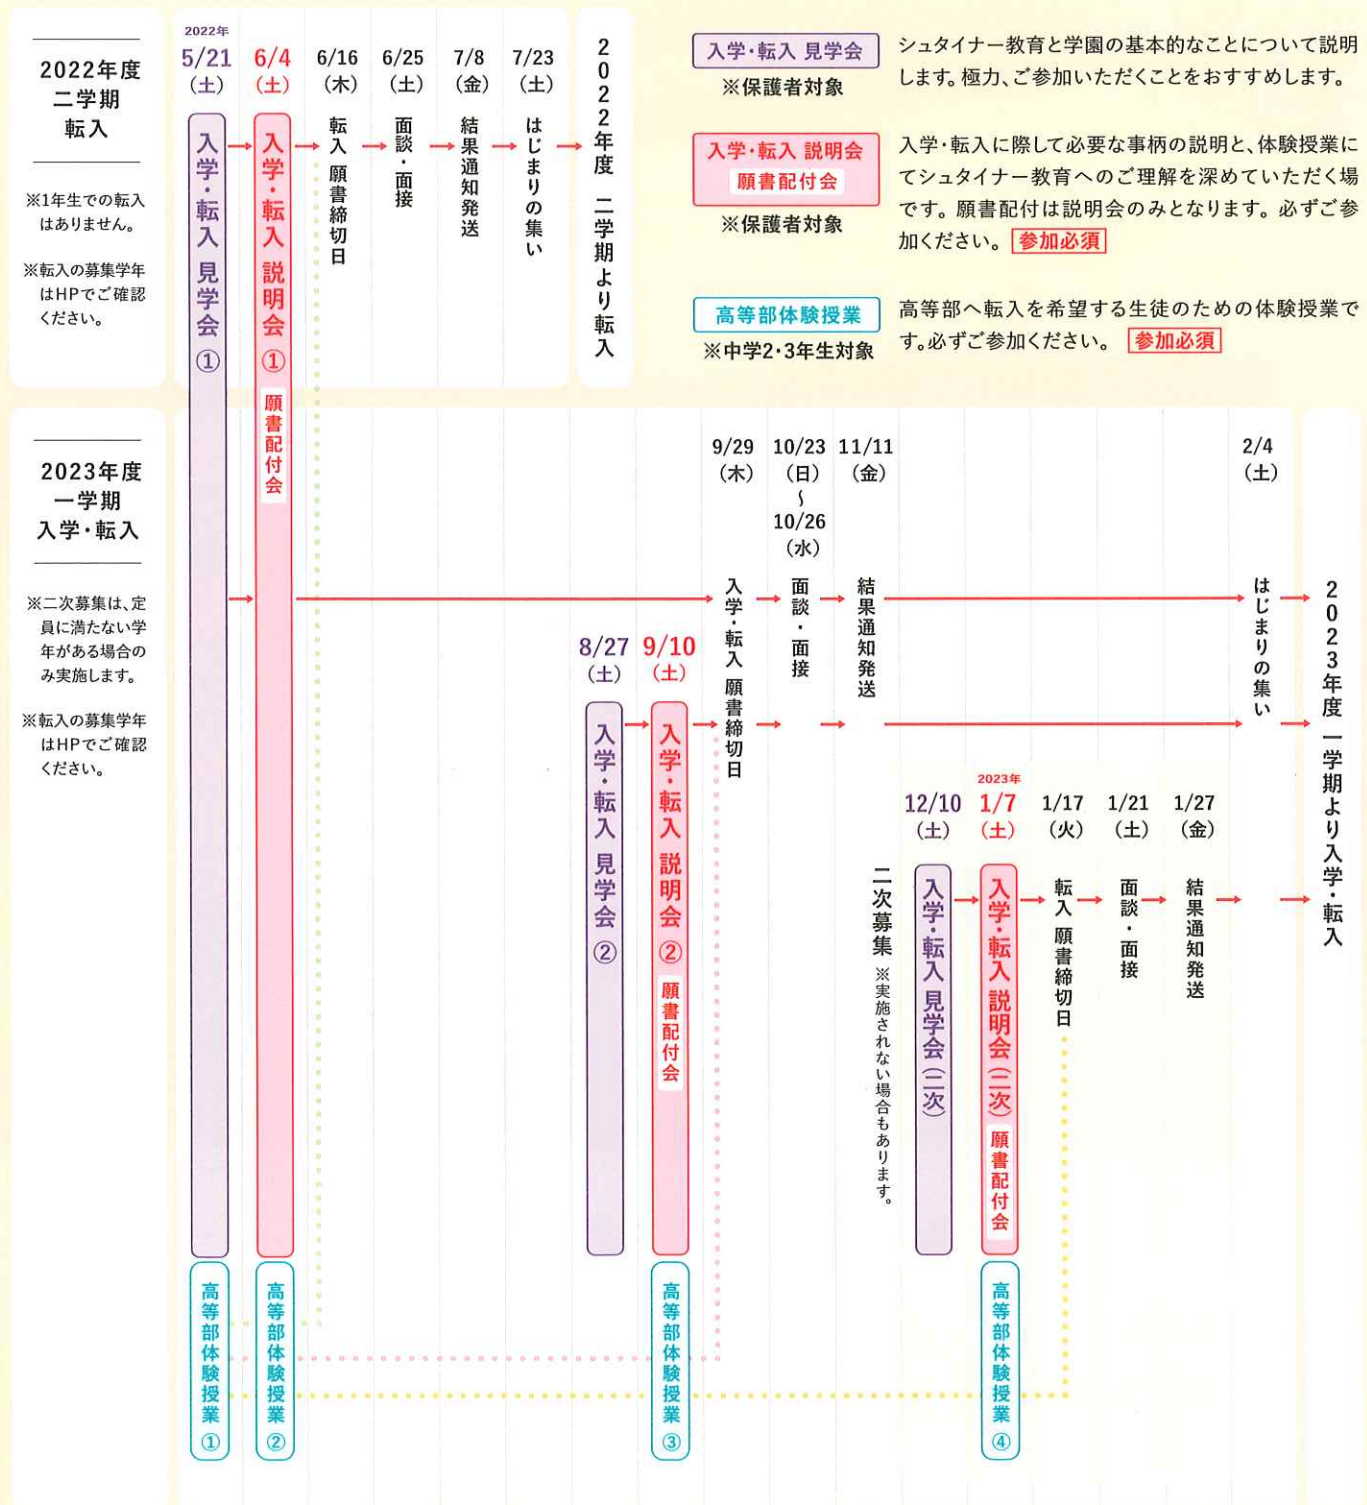 2022年度
二学期
転入
※1年生での転入
はありません。
※転入の募集学年
はHPでご確認
ください。
2022年
5/21
（土）
入学・転入 見学会 ①
6/4
（土）
入学・転入 説明会 ①
願書配付会
6/16
（木）
転入 願書締切日
6/25
（土）
面談・面接
7/8
（金）
結果通知発送
7/23
（土）
はじまりの集い
2022年度 二学期より転入
入学・転入 見学会
※保護者対象
シュタイナー教育と学園の基本的なことについて説明
します。極力、ご参加いただくことをおすすめします。
入学・転入 説明会
願書配付会
※保護者対象
入学・転入に際して必要な事柄の説明と、体験授業に
てシュタイナー教育へのご理解を深めていただく場
です。願書配付は説明会のみとなります。必ずご参
加ください。 参加必須
高等部体験授業
※中学2・3年生対象
高等部へ転入を希望する生徒のための体験授業で
す。必ずご参加ください。 参加必須
2023年度
一学期
入学・転入
※二次募集は、定
員に満たない学
年がある場合の
み実施します。
※転入の募集学年
はHPでご確認
ください。
9/29
（木）
入学・転入 願書締切日
10/23
（日）
〜
10/26
（水）
面談・面接
11/11
（金）
結果通知発送
2/4
（土）
はじまりの集い
2023年度 一学期より入学・転入
8/27
（土）
入学・転入 見学会 ②
9/10
（土）
入学・転入 説明会 ②
願書配付会
二次募集 ※実施されない場合もあります。
12/10
（土）
入学・転入 見学会（二次）
2023年
1/7
（土）
入学・転入 説明会（二次）
願書配付会
1/17
（火）
転入 願書締切日
1/21
（土）
面談・面接
1/27
（金）
結果通知発送
高等部体験授業 ①
高等部体験授業 ②
高等部体験授業 ③
高等部体験授業 ④